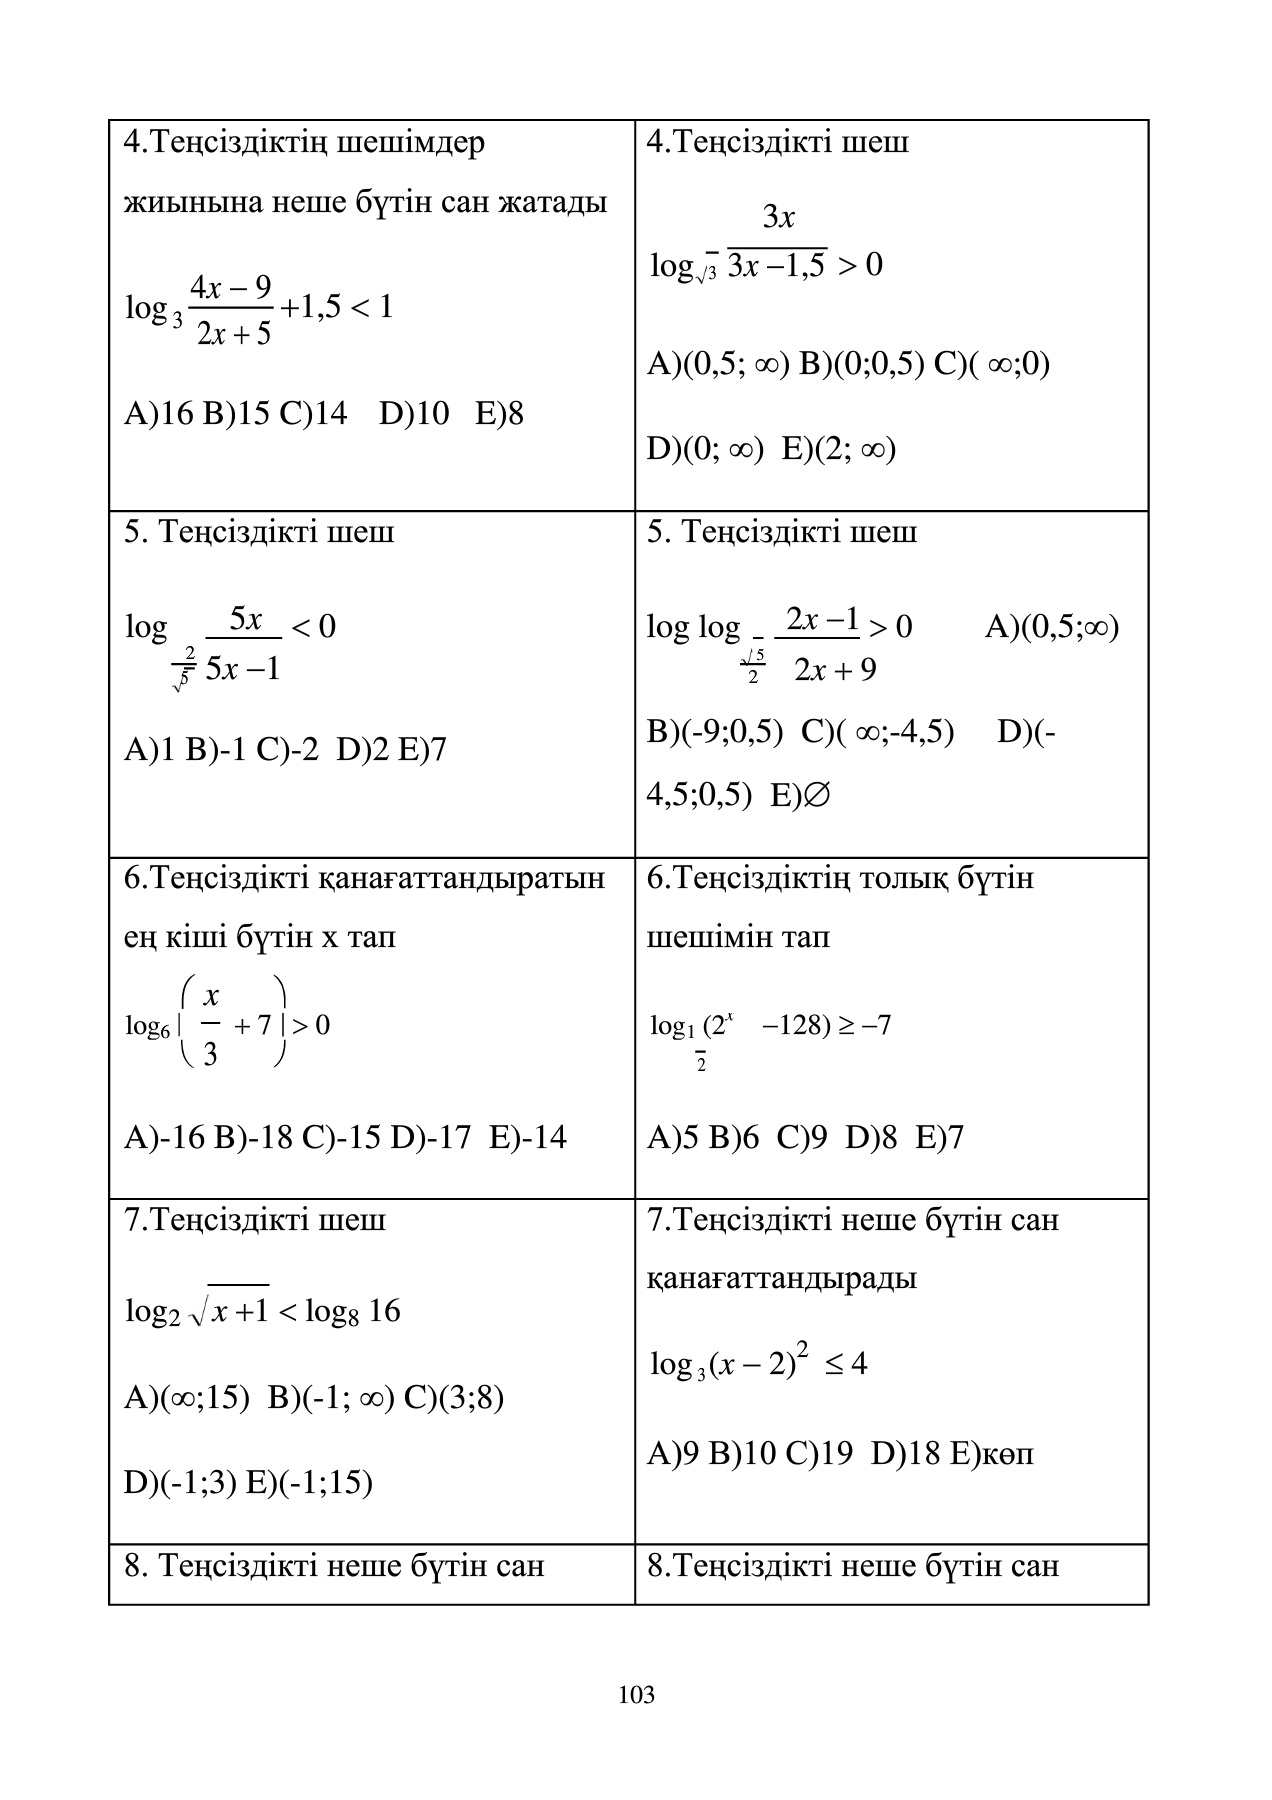 4.Теңсіздіктің шешімдер
жиынына неше бүтін сан жатады
log 3 (4x – 9)/(2x + 5) +1,5 < 1
A)16 B)15 C)14 D)10 E)8
4.Теңсіздікті шеш
log √3 3x/(3x –1,5) > 0
A)(0,5; ∞) B)(0;0,5) C)( ∞;0)
D)(0; ∞) E)(2; ∞)
5. Теңсіздікті шеш
log 2/√5 5x/(5x –1) < 0
A)1 B)-1 C)-2 D)2 E)7
5. Теңсіздікті шеш
log log √5/2 (2x –1)/(2x + 9) > 0 A)(0,5;∞)
B)(-9;0,5) C)( ∞;-4,5) D)(-
4,5;0,5) E)∅
6.Теңсіздікті қанағаттандыратын
ең кіші бүтін x тап
log6 (x/3 + 7) > 0
A)-16 B)-18 C)-15 D)-17 E)-14
6.Теңсіздіктің толық бүтін
шешімін тап
log1/2 (2^x –128) ≥ –7
A)5 B)6 C)9 D)8 E)7
7.Теңсіздікті шеш
log2 √x +1 < log8 16
A)(∞;15) B)(-1; ∞) C)(3;8)
D)(-1;3) E)(-1;15)
7.Теңсіздікті неше бүтін сан
қанағаттандырады
log 3 (x – 2)² ≤ 4
A)9 B)10 C)19 D)18 E)көп
8. Теңсіздікті неше бүтін сан
8.Теңсіздікті неше бүтін сан
103